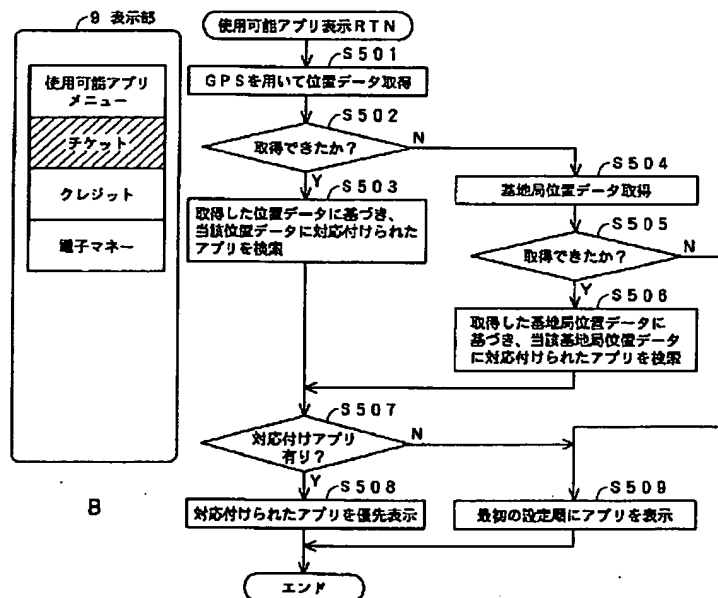 9 表示部
使用可能アプリ
メニュー
チケット
クレジット
電子マネー
B
使用可能アプリ表示RTN
S501
GPSを用いて位置データ取得
S502
取得できたか？
N
Y
S503
取得した位置データに基づき、
当該位置データに対応付けられた
アプリを検索
S504
基地局位置データ取得
S505
取得できたか？
N
Y
S506
取得した基地局位置データに
基づき、当該基地局位置データ
に対応付けられたアプリを検索
S507
対応付けアプリ
有り？
N
Y
S508
対応付けられたアプリを優先表示
S509
最初の設定順にアプリを表示
エンド